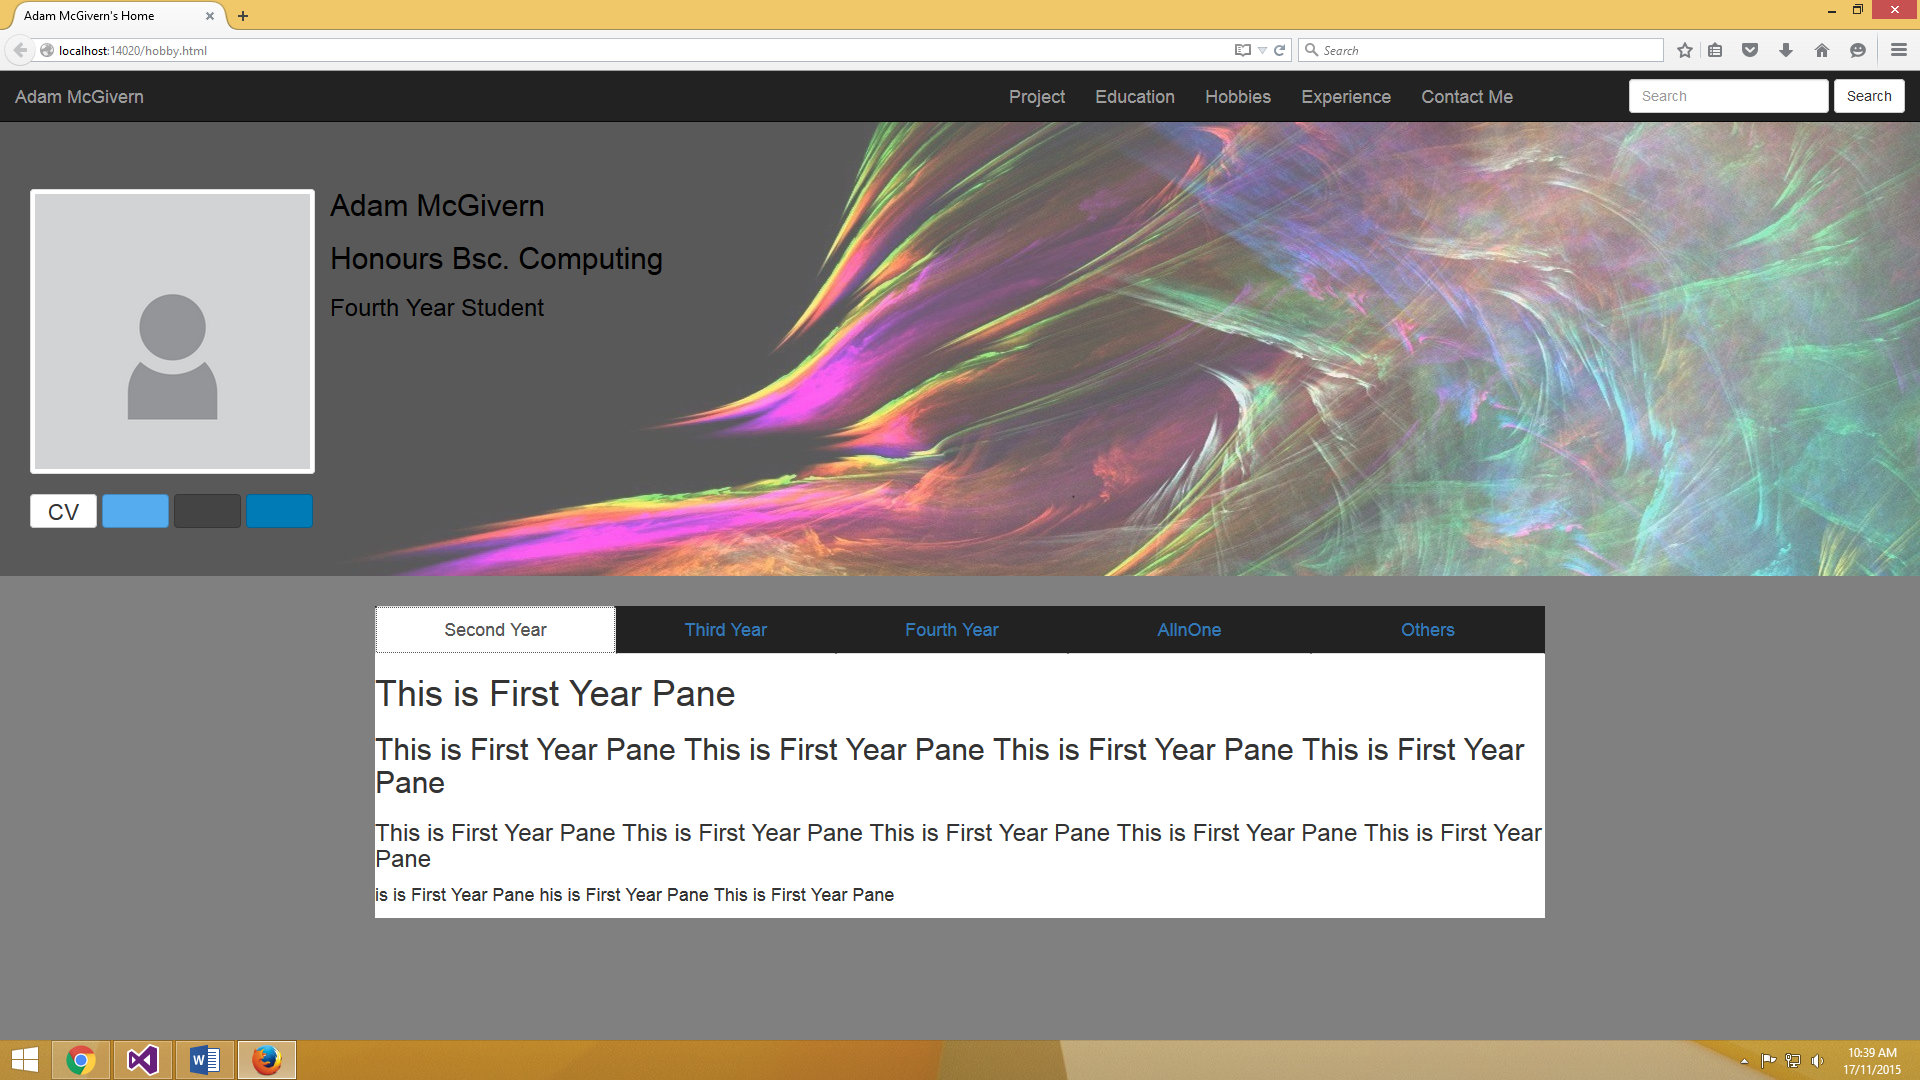 Adam McGivern's Home
localhost:14020/hobby.html
Search
Adam McGivern
Project Education Hobbies Experience Contact Me
Search
Search
Adam McGivern
Honours Bsc. Computing
Fourth Year Student
CV
Second Year Third Year Fourth Year AllnOne Others
This is First Year Pane
This is First Year Pane This is First Year Pane This is First Year Pane This is First Year
Pane
This is First Year Pane This is First Year Pane This is First Year Pane This is First Year Pane This is First Year
Pane
is is First Year Pane his is First Year Pane This is First Year Pane
10:39 AM
17/11/2015